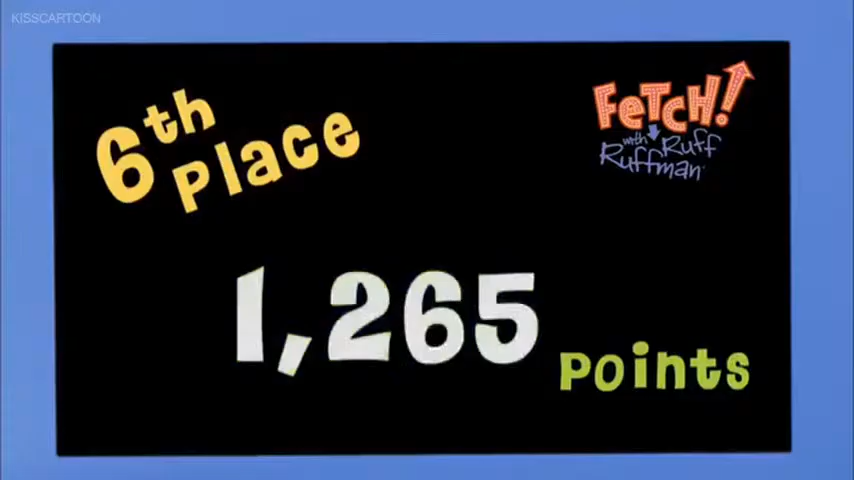 KISSCARTOON
6th
Place
FETCH!
with Ruff
Ruffman
1,265
points